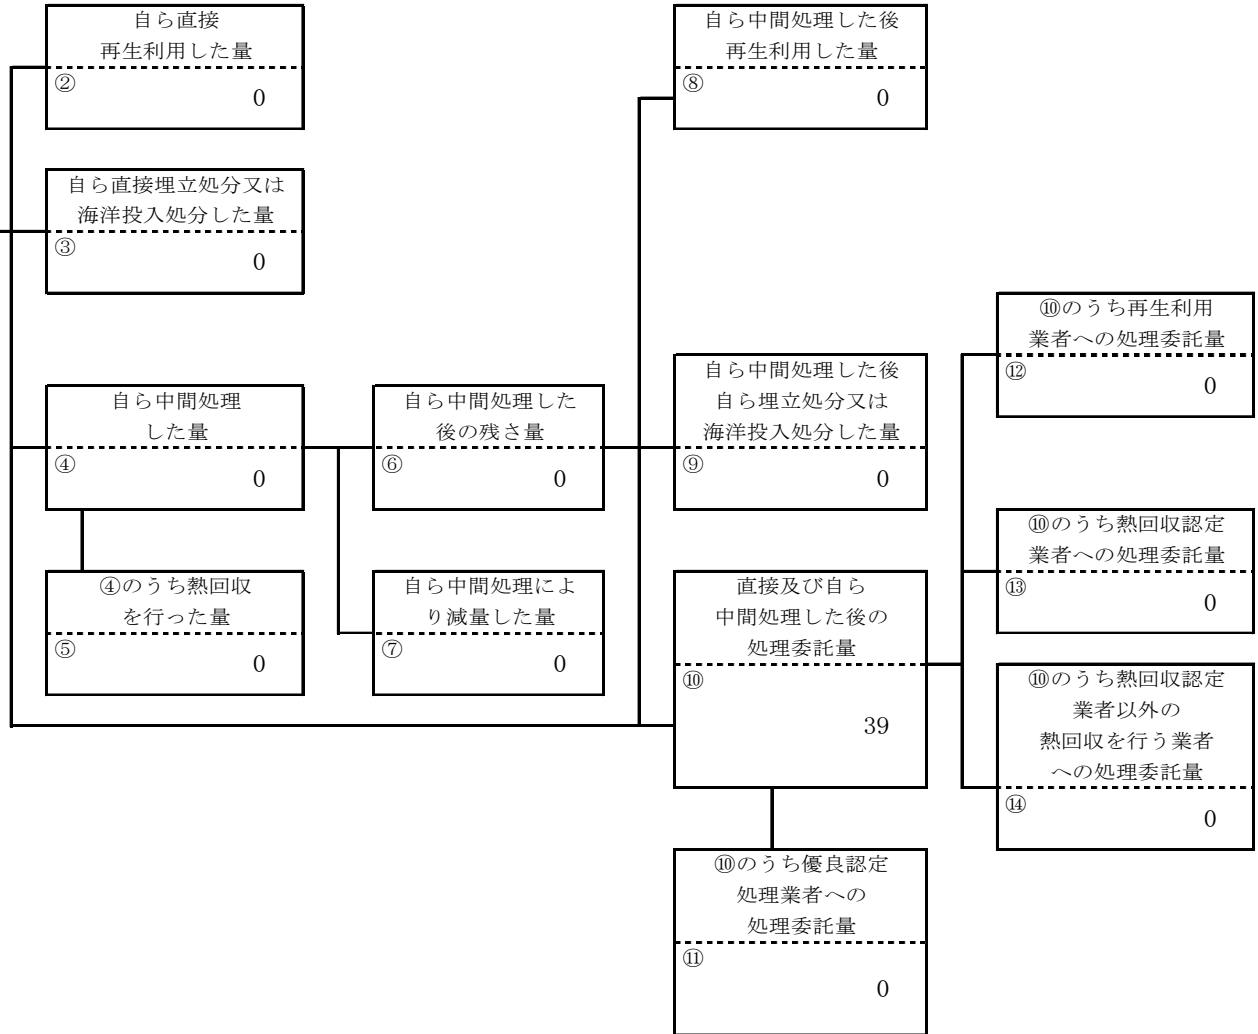 自ら直接
再生利用した量
②
0
自ら中間処理した後
再生利用した量
⑧
0
自ら直接埋立処分又は
海洋投入処分した量
③
0
⑩のうち再生利用
業者への処理委託量
⑫
0
自ら中間処理
した量
④
0
自ら中間処理した
後の残さ量
⑥
0
自ら中間処理した後
自ら埋立処分又は
海洋投入処分した量
⑨
0
⑩のうち熱回収認定
業者への処理委託量
⑬
0
④のうち熱回収
を行った量
⑤
0
自ら中間処理によ
り減量した量
⑦
0
直接及び自ら
中間処理した後の
処理委託量
⑩
39
⑩のうち熱回収認定
業者以外の
熱回収を行う業者
への処理委託量
⑭
0
⑩のうち優良認定
処理業者への
処理委託量
⑪
0